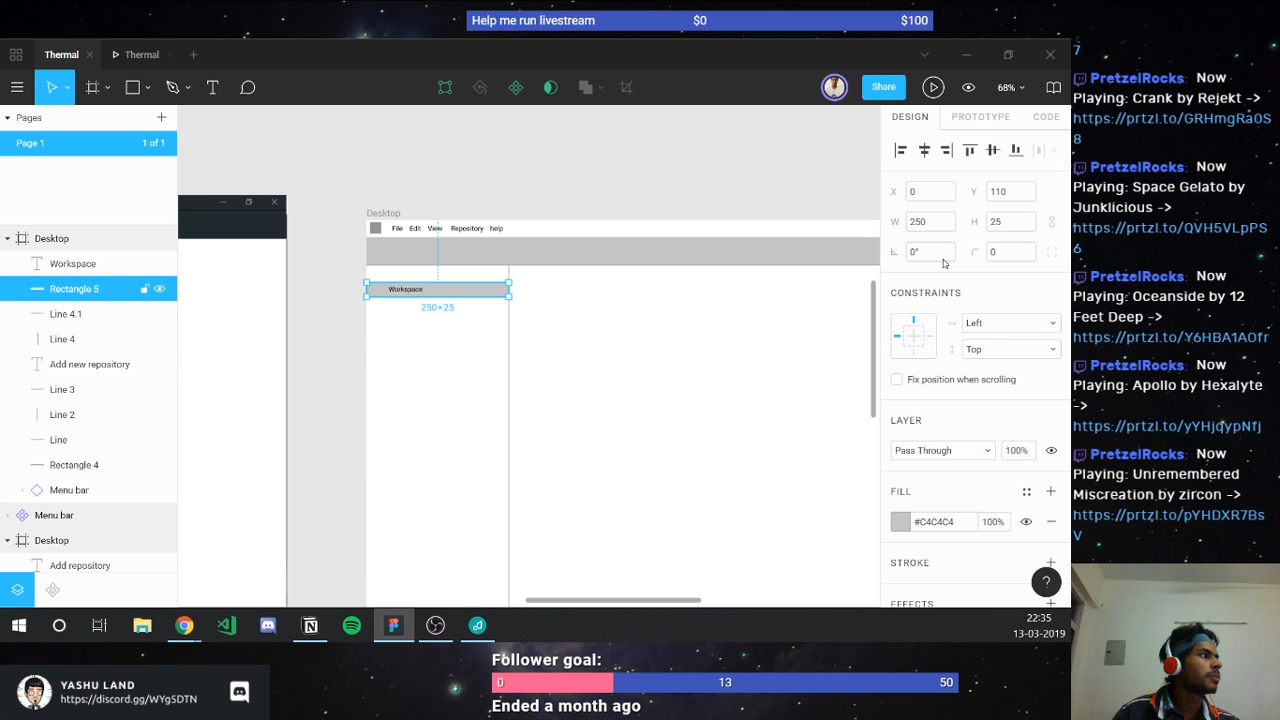 Help me run livestream $0 $100
Thermal Thermal
Share 68%
Pages
Page 1 1 of 1
Desktop
Workspace
Rectangle 5
Line 4.1
Line 4
Add new repository
Line 3
Line 2
Line
Rectangle 4
Menu bar
Menu bar
Desktop
Add repository
Desktop
File Edit View Repository help
Workspace
250×25
DESIGN PROTOTYPE CODE
X 0 Y 110
W 250 H 25
0° 0
CONSTRAINTS
Left
Top
Fix position when scrolling
LAYER
Pass Through 100%
FILL
#C4C4C4 100%
STROKE
EFFECTS
?
22:35
13-03-2019
7
PretzelRocks: Now
Playing: Crank by Rejekt ->
https://prtzl.to/GRHmgRa0S
8
PretzelRocks: Now
Playing: Space Gelato by
Junklicious ->
https://prtzl.to/QVH5VLpPS
6
PretzelRocks: Now
Playing: Oceanside by 12
Feet Deep ->
https://prtzl.to/Y6HBA1A0fr
PretzelRocks: Now
Playing: Apollo by Hexalyte
->
https://prtzl.to/yYHjqypNfj
PretzelRocks: Now
Playing: Unremembered
Miscreation by zircon ->
https://prtzl.to/pYHDXR7Bs
V
YASHU LAND
https://discord.gg/WYg5DTN
Follower goal:
0 13 50
Ended a month ago